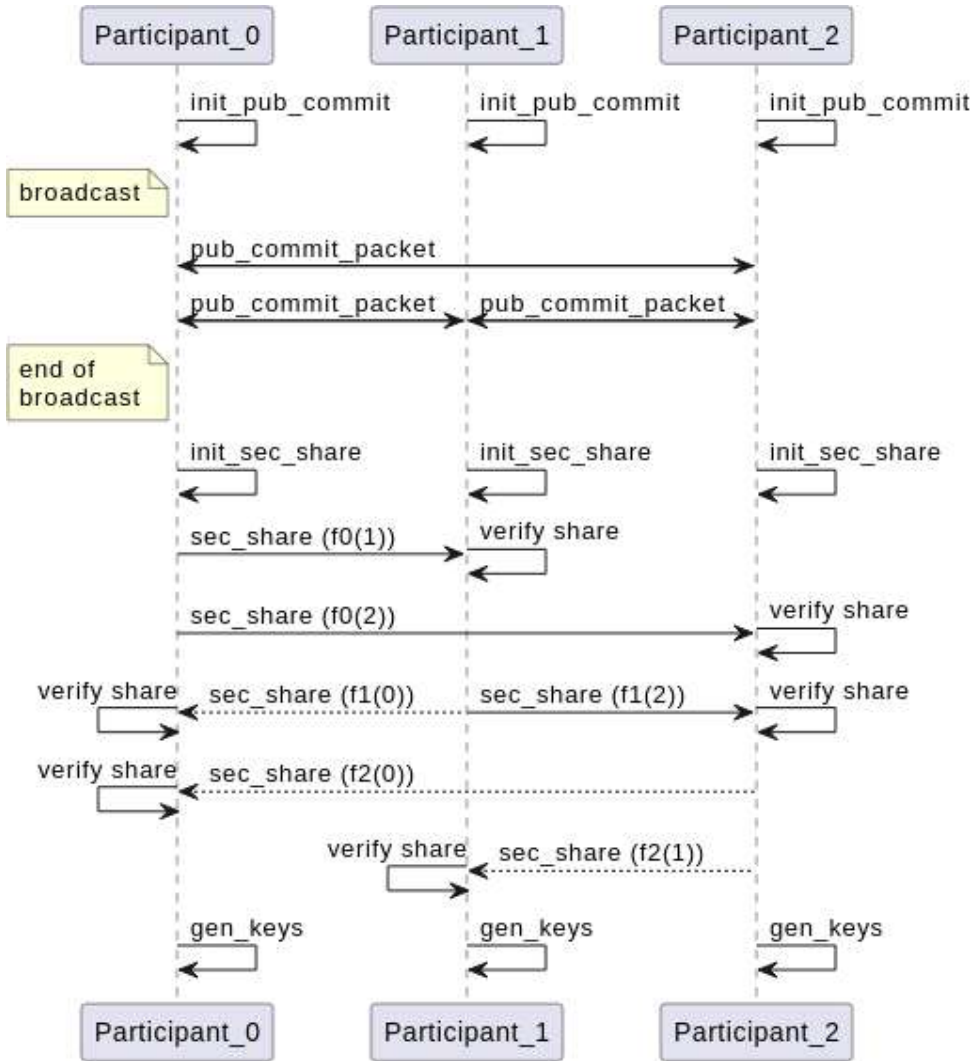 Participant_0 Participant_1 Participant_2
init_pub_commit init_pub_commit init_pub_commit
broadcast
pub_commit_packet
pub_commit_packet pub_commit_packet
end of
broadcast
init_sec_share init_sec_share init_sec_share
sec_share (f0(1)) verify share
sec_share (f0(2)) verify share
verify share sec_share (f1(0)) sec_share (f1(2)) verify share
verify share sec_share (f2(0))
verify share sec_share (f2(1))
gen_keys gen_keys gen_keys
Participant_0 Participant_1 Participant_2